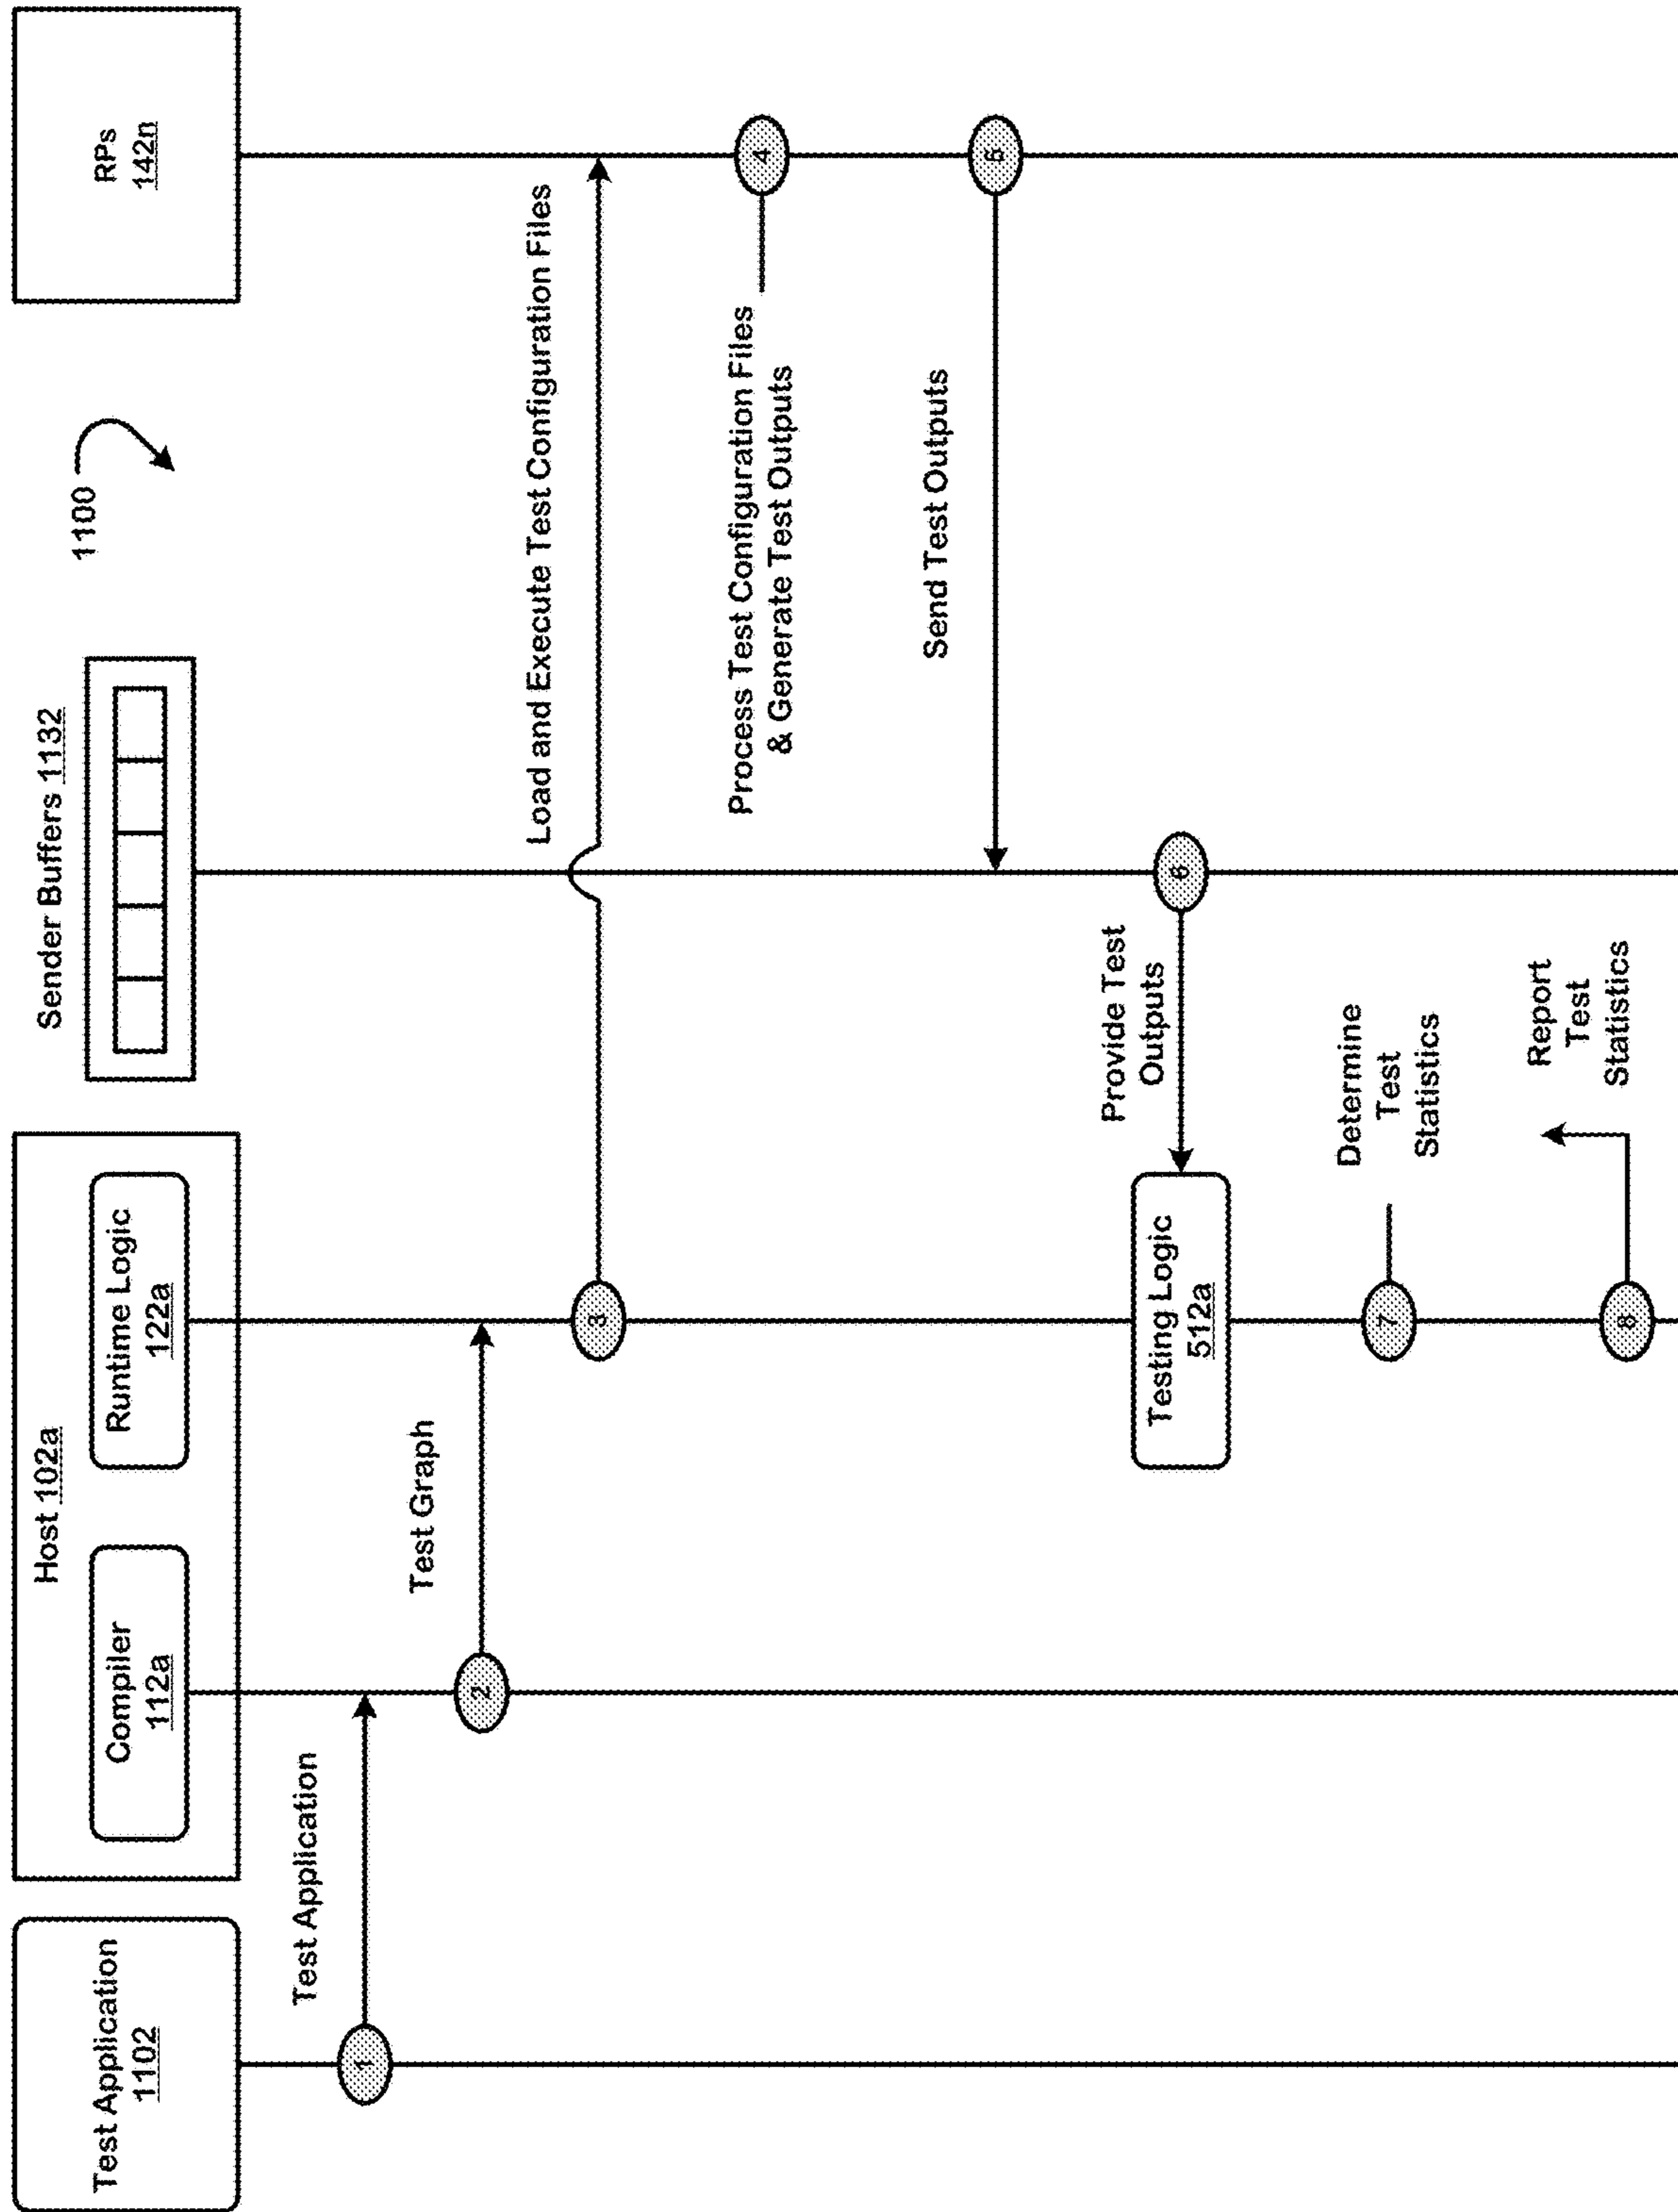 Test Application
1102
Host 102a
Compiler
112a
Runtime Logic
122a
Sender Buffers 1132
1100
RPs
142n
1
Test Application
2
Test Graph
3
Load and Execute Test Configuration Files
4
Process Test Configuration Files
& Generate Test Outputs
5
Send Test Outputs
6
Provide Test
Outputs
Testing Logic
512a
7
Determine
Test
Statistics
8
Report
Test
Statistics